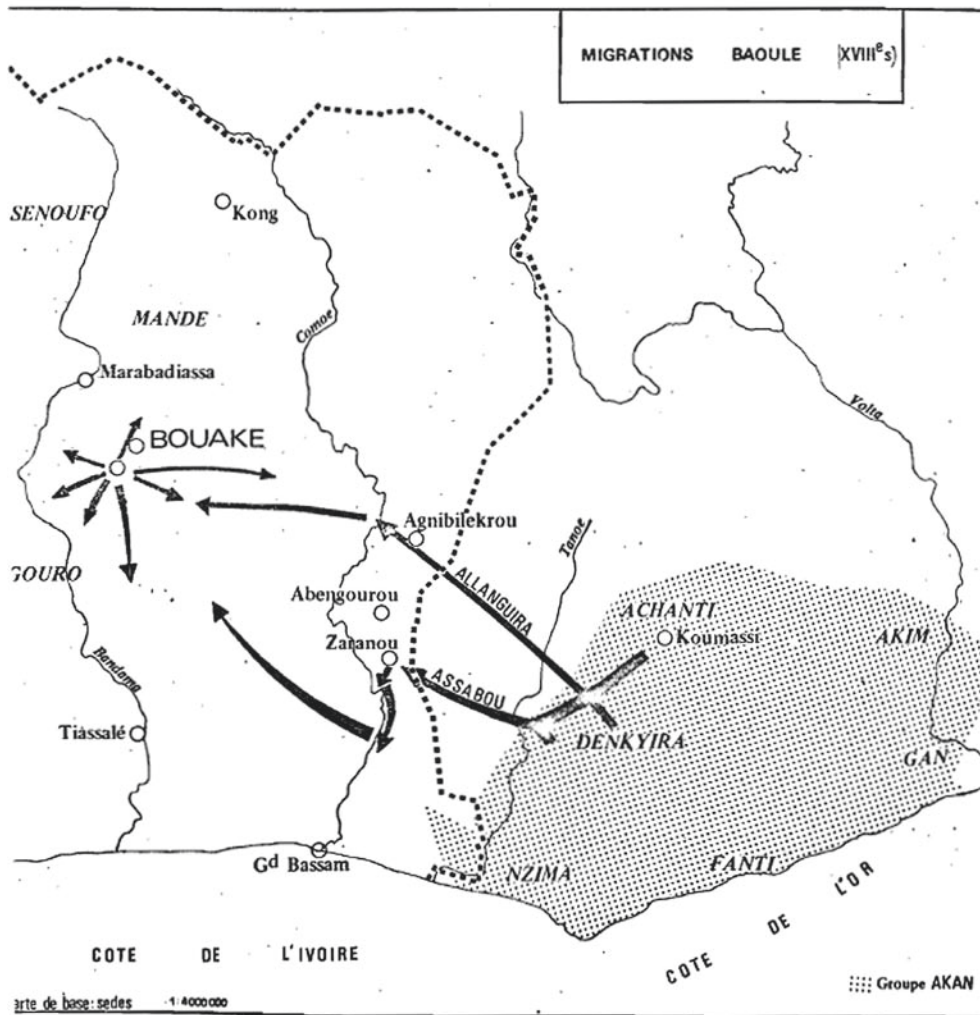 MIGRATIONS BAOULE (XVIIIe s)
Kong
SENOUFO
MANDE
Comoe
Marabadiassa
Volta
BOUAKE
Agnibilekrou
Tanoe
GOURO
ALLANGUIRA
Abengourou
ACHANTI
Koumassi
AKIM
Zaranou
ASSABOU
Bandama
Tiassalé
DENKYIRA
GAN
Gd Bassam
NZIMA
FANTI
COTE DE L'IVOIRE
COTE DE L'OR
Groupe AKAN
arte de base: sedes 1:4000000